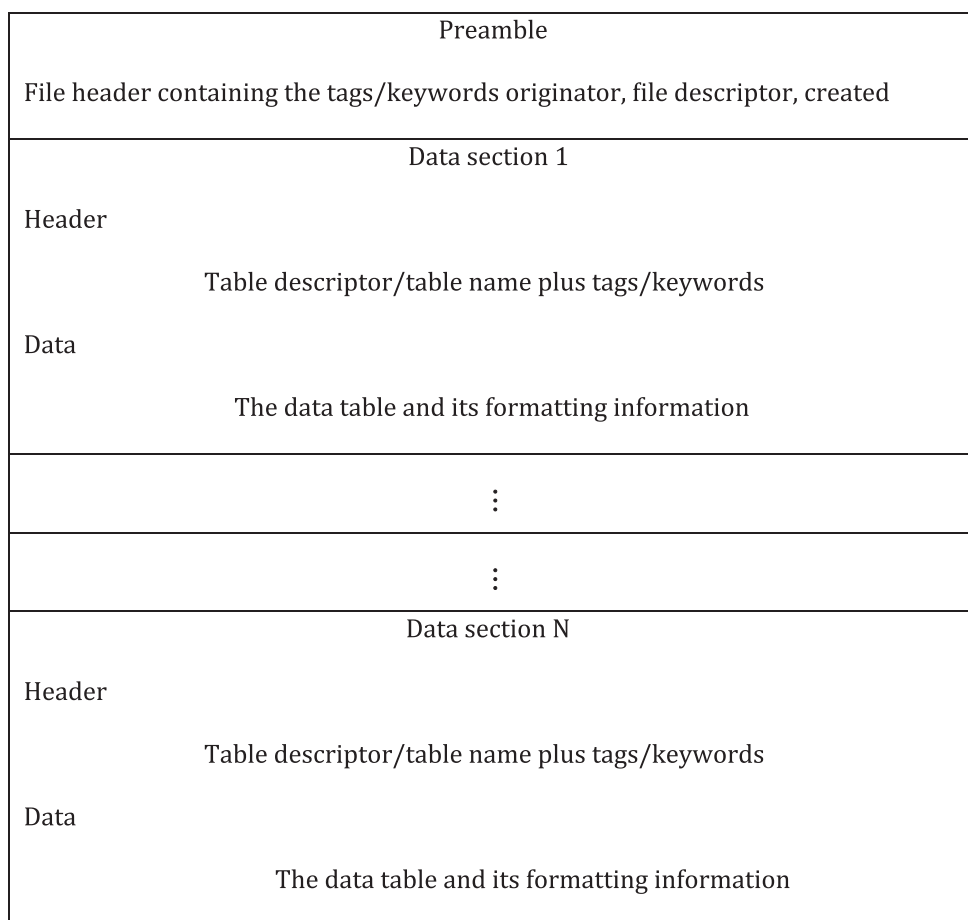 Preamble
File header containing the tags/keywords originator, file descriptor, created
Data section 1
Header
Table descriptor/table name plus tags/keywords
Data
The data table and its formatting information
⋮
⋮
Data section N
Header
Table descriptor/table name plus tags/keywords
Data
The data table and its formatting information